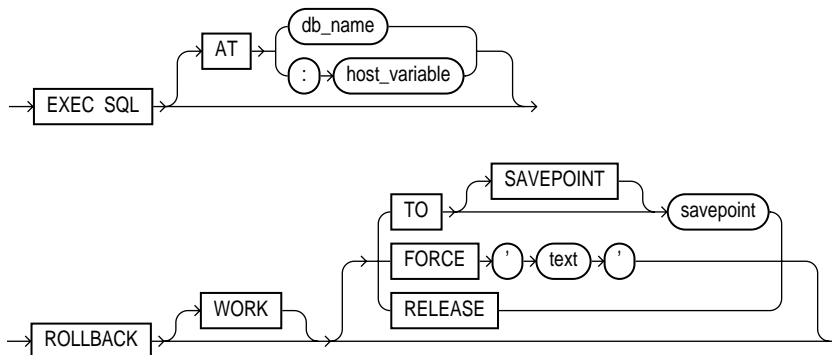 db_name
AT
: host_variable
EXEC SQL
SAVEPOINT
TO savepoint
FORCE ' text '
WORK RELEASE
ROLLBACK